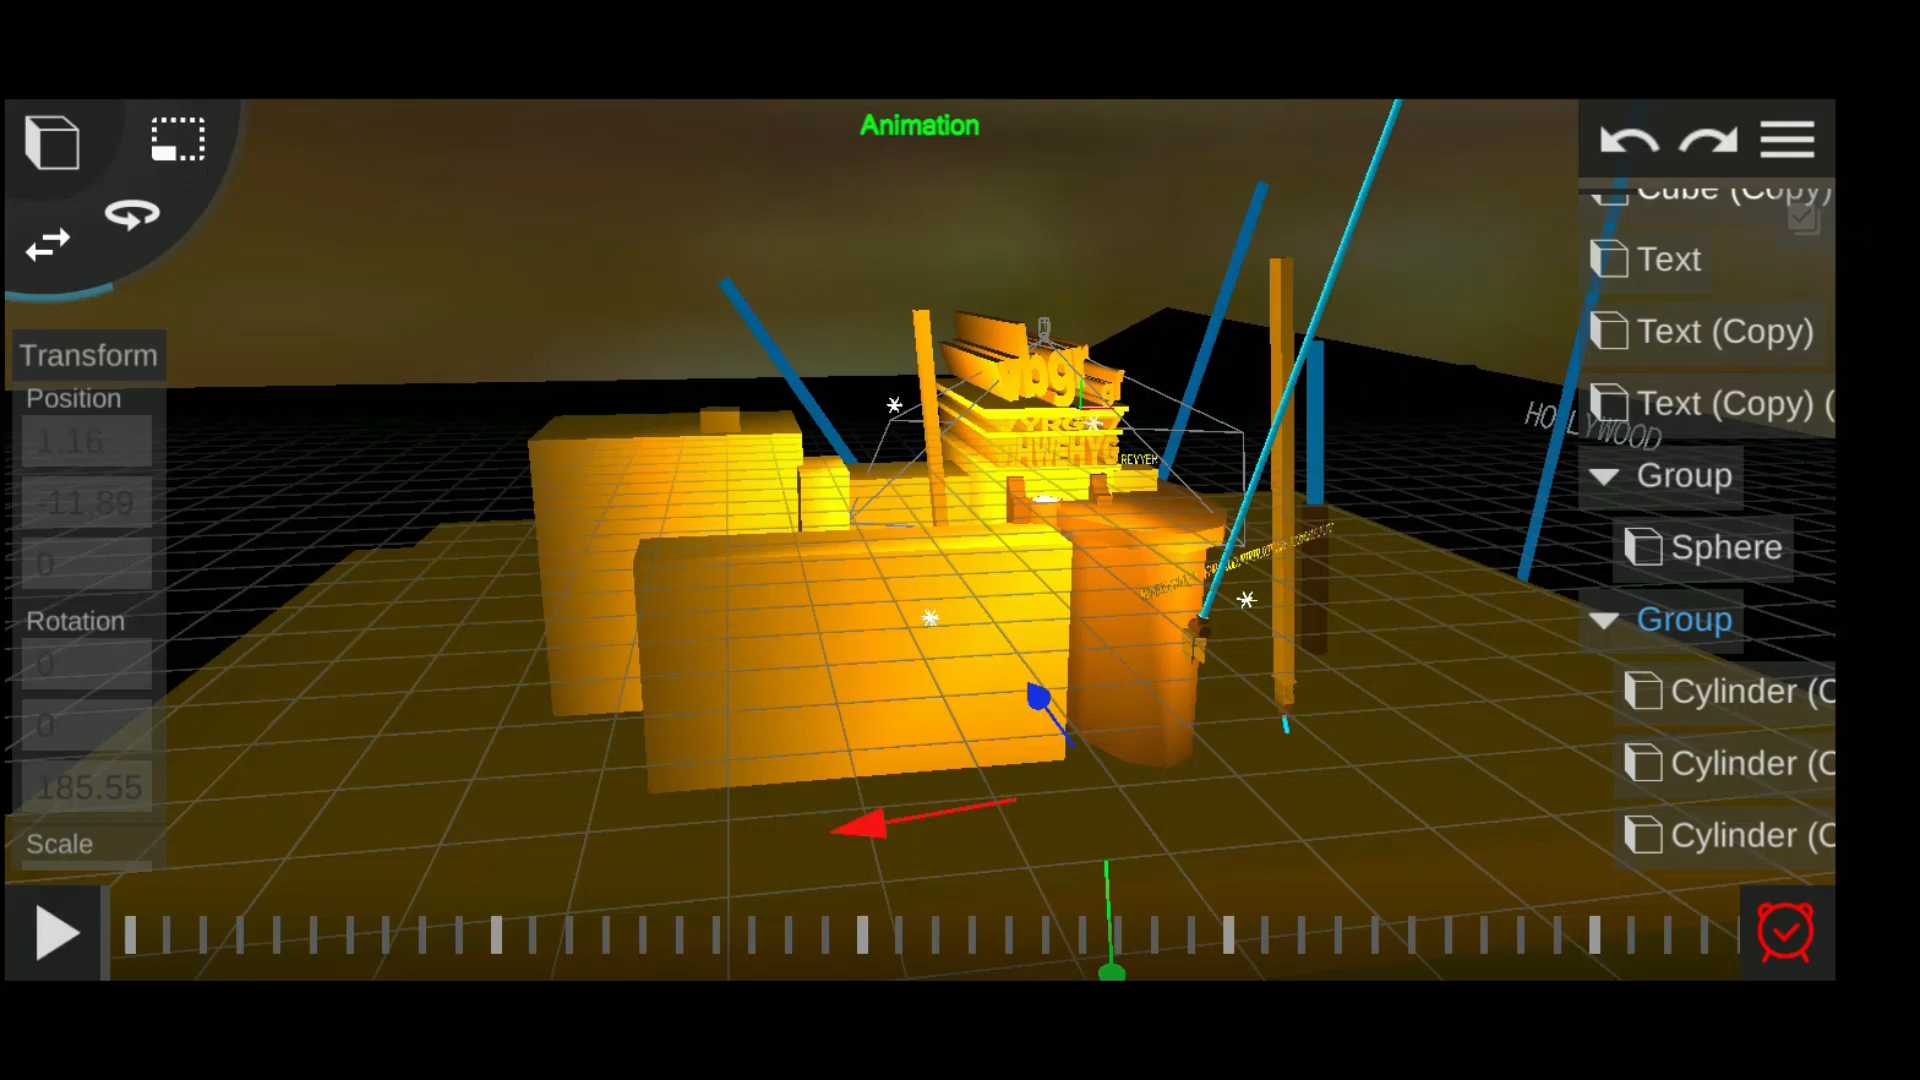 Animation
Cube (Copy)
Text
Text (Copy)
Text (Copy) (
HOLLYWOOD
Group
Sphere
Group
Cylinder (C
Cylinder (C
Cylinder (C
Transform
Position
1.16
-11,89
0
Rotation
0
0
185.55
Scale
REVYER